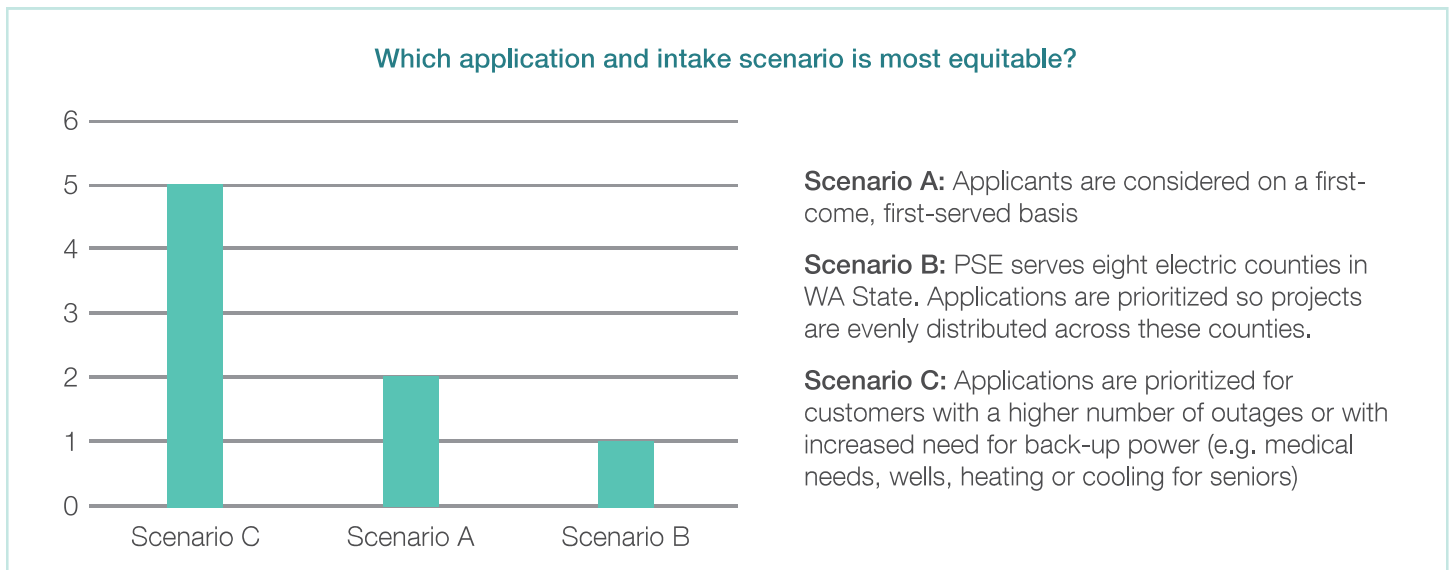 Which application and intake scenario is most equitable?
6
5
4
3
2
1
0
Scenario C
Scenario A
Scenario B
Scenario A: Applicants are considered on a first-
come, first-served basis
Scenario B: PSE serves eight electric counties in
WA State. Applications are prioritized so projects
are evenly distributed across these counties.
Scenario C: Applications are prioritized for
customers with a higher number of outages or with
increased need for back-up power (e.g. medical
needs, wells, heating or cooling for seniors)